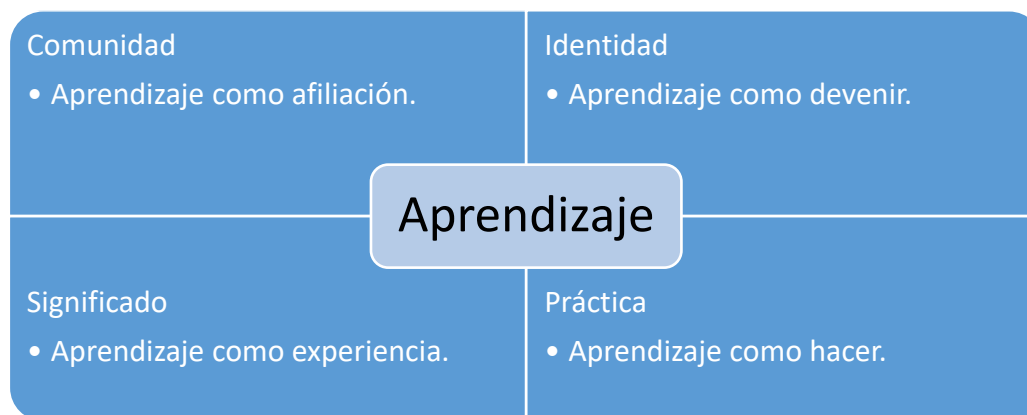 Comunidad
• Aprendizaje como afiliación.
Identidad
• Aprendizaje como devenir.
Aprendizaje
Significado
• Aprendizaje como experiencia.
Práctica
• Aprendizaje como hacer.